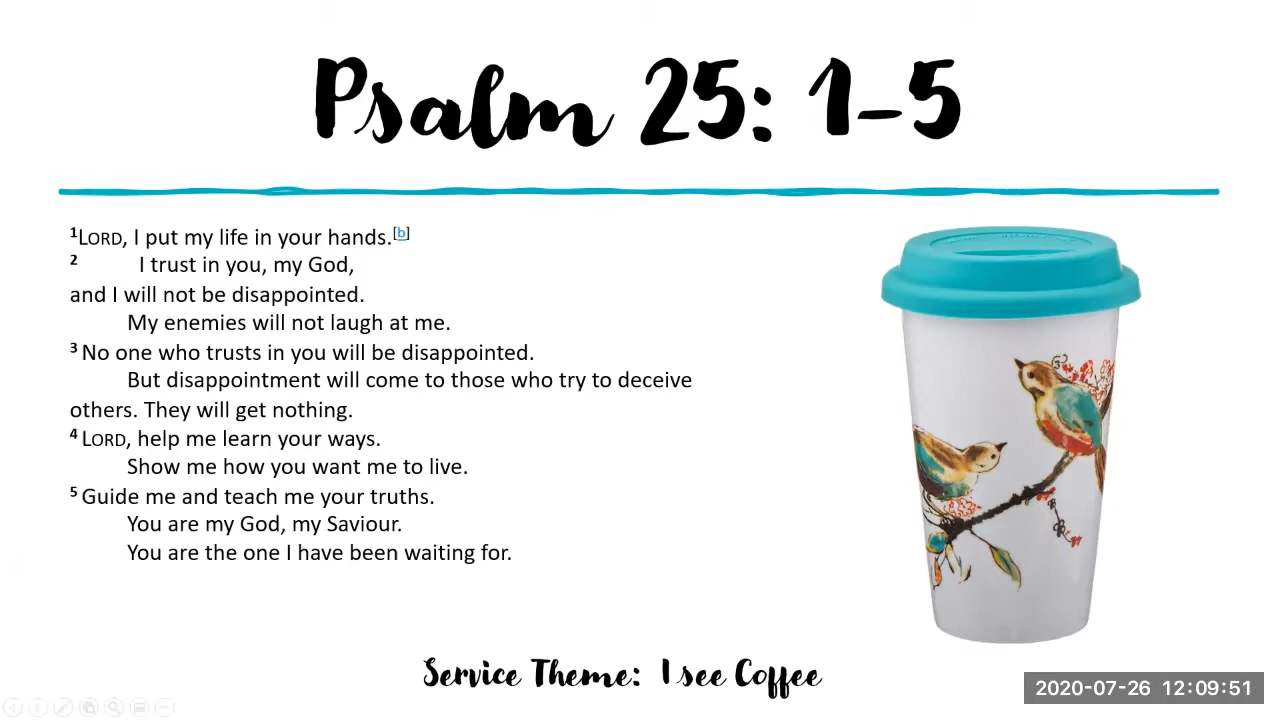 Psalm 25: 1-5
¹LORD, I put my life in your hands.[b]
² I trust in you, my God,
and I will not be disappointed.
My enemies will not laugh at me.
³ No one who trusts in you will be disappointed.
But disappointment will come to those who try to deceive
others. They will get nothing.
⁴ LORD, help me learn your ways.
Show me how you want me to live.
⁵ Guide me and teach me your truths.
You are my God, my Saviour.
You are the one I have been waiting for.
Service Theme: I see Coffee
2020-07-26 12:09:51